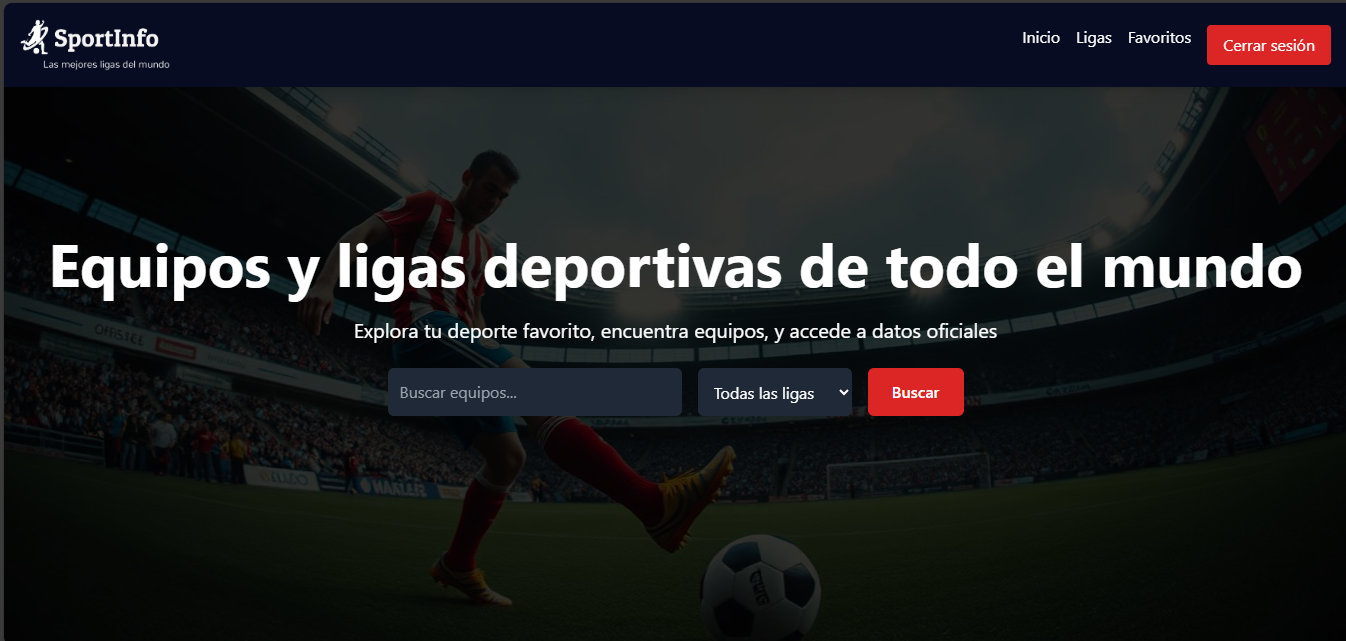 SportInfo
Las mejores ligas del mundo
Inicio Ligas Favoritos Cerrar sesión
Equipos y ligas deportivas de todo el mundo
Explora tu deporte favorito, encuentra equipos, y accede a datos oficiales
Buscar equipos... Todas las ligas Buscar